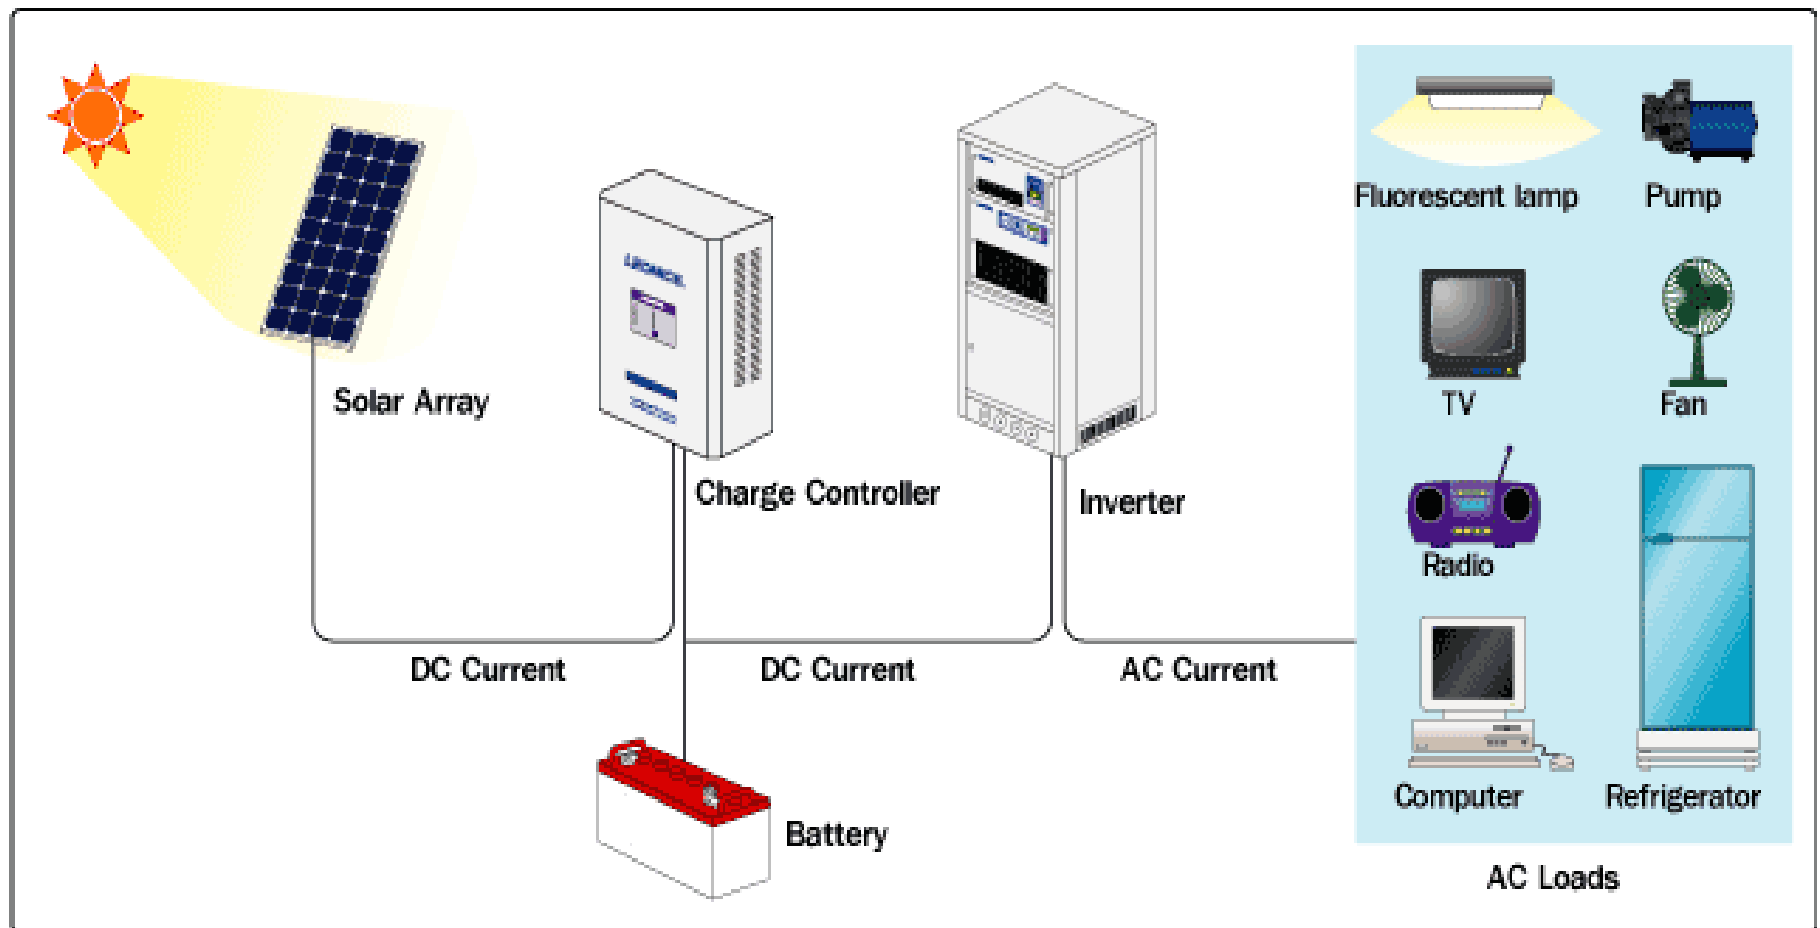 Fluorescent lamp
Pump
Solar Array
TV
Fan
Charge Controller
Inverter
Radio
DC Current
DC Current
AC Current
Computer
Refrigerator
Battery
AC Loads